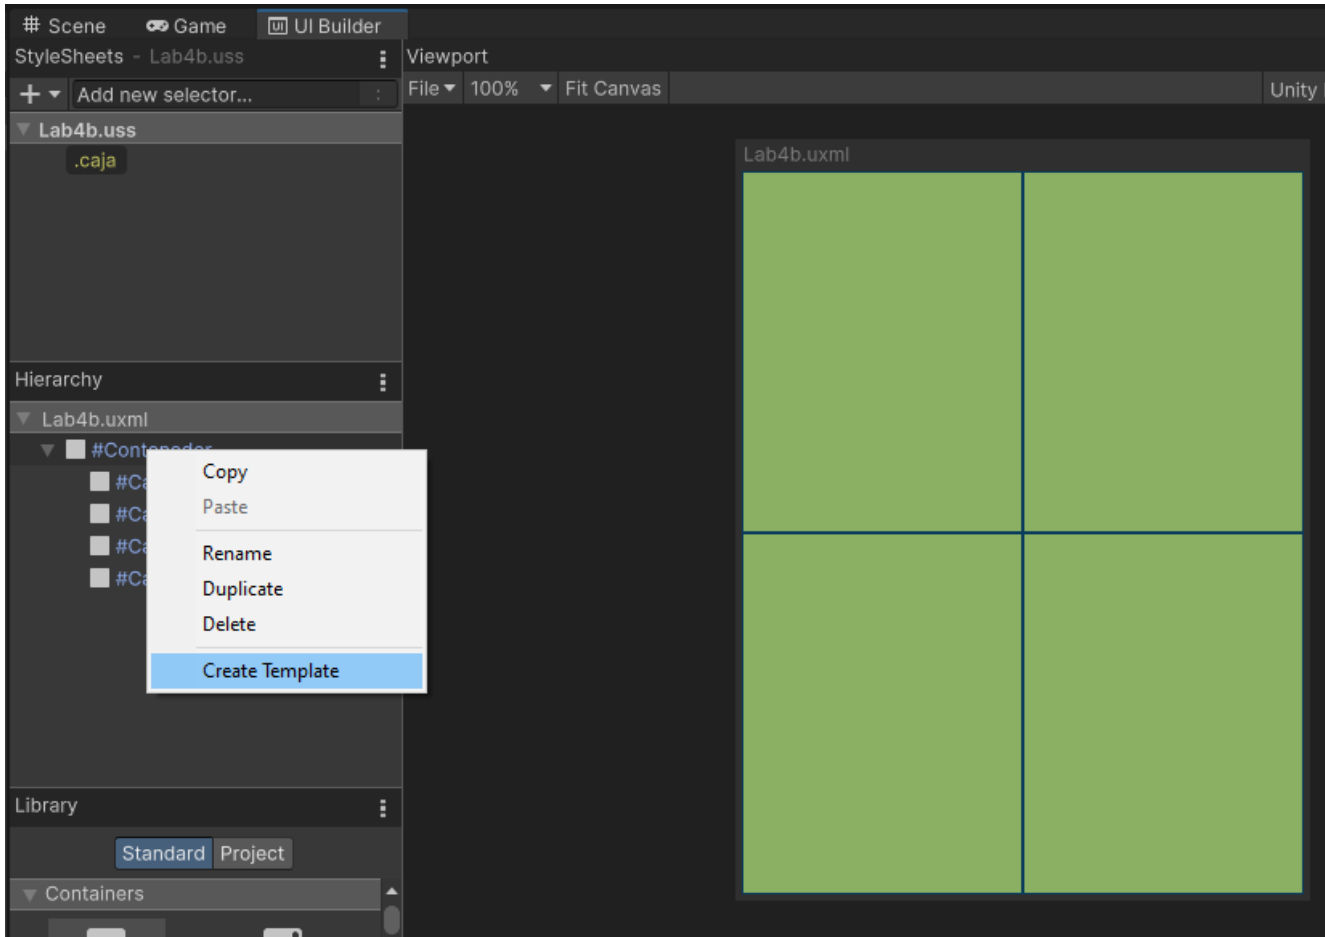 Scene Game UI Builder
StyleSheets - Lab4b.uss
Add new selector...
Lab4b.uss
.caja
Hierarchy
Lab4b.uxml
Copy
Paste
Rename
Duplicate
Delete
Create Template
Library
Standard Project
Containers
Viewport
File 100% Fit Canvas
Unity
Lab4b.uxml